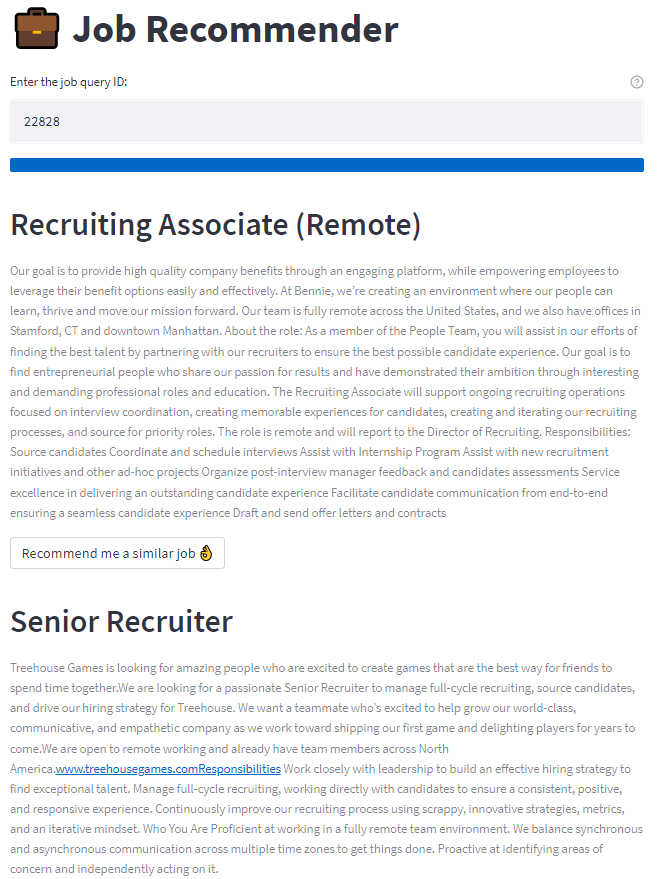 Job Recommender
Enter the job query ID:
22828
Recruiting Associate (Remote)
Our goal is to provide high quality company benefits through an engaging platform, while empowering employees to
leverage their benefit options easily and effectively. At Bennie, we're creating an environment where our people can
learn, thrive and move our mission forward. Our team is fully remote across the United States, and we also have offices in
Stamford, CT and downtown Manhattan. About the role: As a member of the People Team, you will assist in our efforts of
finding the best talent by partnering with our recruiters to ensure the best possible candidate experience. Our goal is to
find entrepreneurial people who share our passion for results and have demonstrated their ambition through interesting
and demanding professional roles and education. The Recruiting Associate will support ongoing recruiting operations
focused on interview coordination, creating memorable experiences for candidates, creating and iterating our recruiting
processes, and source for priority roles. The role is remote and will report to the Director of Recruiting. Responsibilities:
Source candidates Coordinate and schedule interviews Assist with Internship Program Assist with new recruitment
initiatives and other ad-hoc projects Organize post-interview manager feedback and candidates assessments Service
excellence in delivering an outstanding candidate experience Facilitate candidate communication from end-to-end
ensuring a seamless candidate experience Draft and send offer letters and contracts
Recommend me a similar job 👌
Senior Recruiter
Treehouse Games is looking for amazing people who are excited to create games that are the best way for friends to
spend time together.We are looking for a passionate Senior Recruiter to manage full-cycle recruiting, source candidates,
and drive our hiring strategy for Treehouse. We want a teammate who's excited to help grow our world-class,
communicative, and empathetic company as we work toward shipping our first game and delighting players for years to
come.We are open to remote working and already have team members across North
America.www.treehousegames.comResponsibilities Work closely with leadership to build an effective hiring strategy to
find exceptional talent. Manage full-cycle recruiting, working directly with candidates to ensure a consistent, positive,
and responsive experience. Continuously improve our recruiting process using scrappy, innovative strategies, metrics,
and an iterative mindset. Who You Are Proficient at working in a fully remote team environment. We balance synchronous
and asynchronous communication across multiple time zones to get things done. Proactive at identifying areas of
concern and independently acting on it.